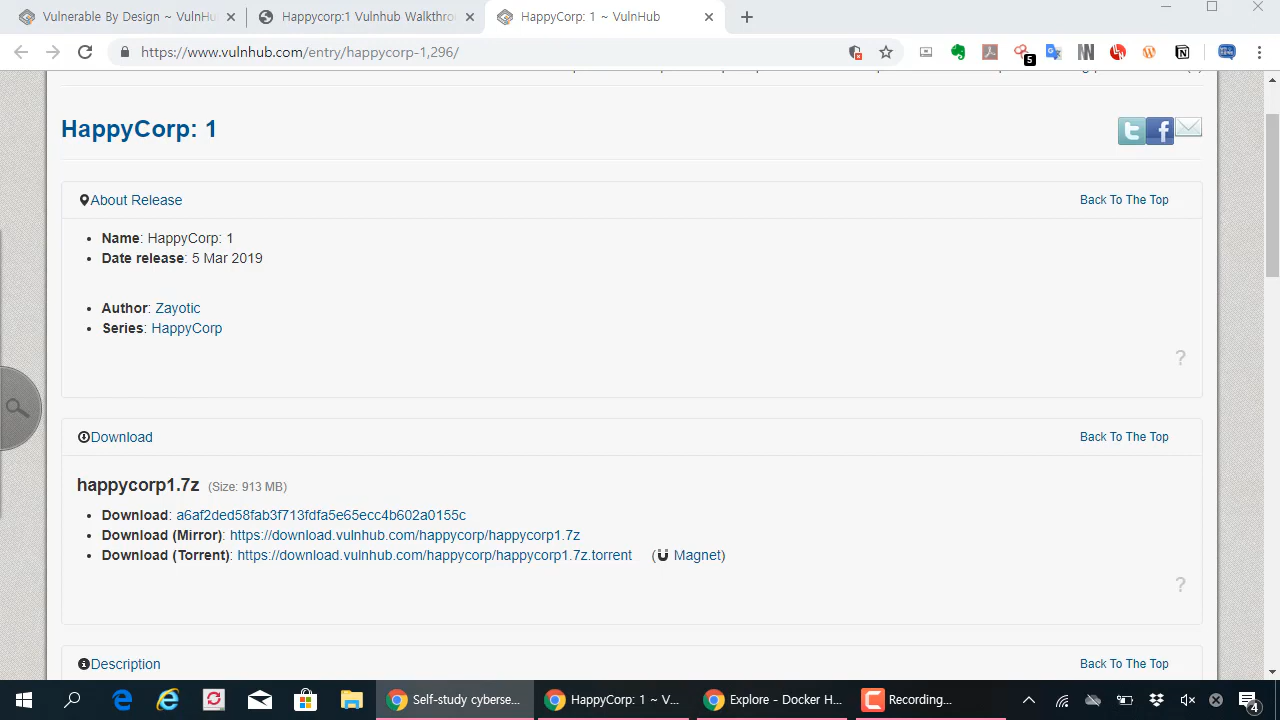 Vulnerable By Design ~ VulnHu
Happycorp:1 Vulnhub Walkthro
HappyCorp: 1 ~ VulnHub
https://www.vulnhub.com/entry/happycorp-1,296/
5
HappyCorp: 1
About Release
Back To The Top
Name: HappyCorp: 1
Date release: 5 Mar 2019
Author: Zayotic
Series: HappyCorp
?
Download
Back To The Top
happycorp1.7z (Size: 913 MB)
Download: a6af2ded58fab3f713fdfa5e65ecc4b602a0155c
Download (Mirror): https://download.vulnhub.com/happycorp/happycorp1.7z
Download (Torrent): https://download.vulnhub.com/happycorp/happycorp1.7z.torrent (Magnet)
?
Description
Back To The Top
Self-study cyberse...
HappyCorp: 1 ~ V...
Explore - Docker H...
Recording...
4